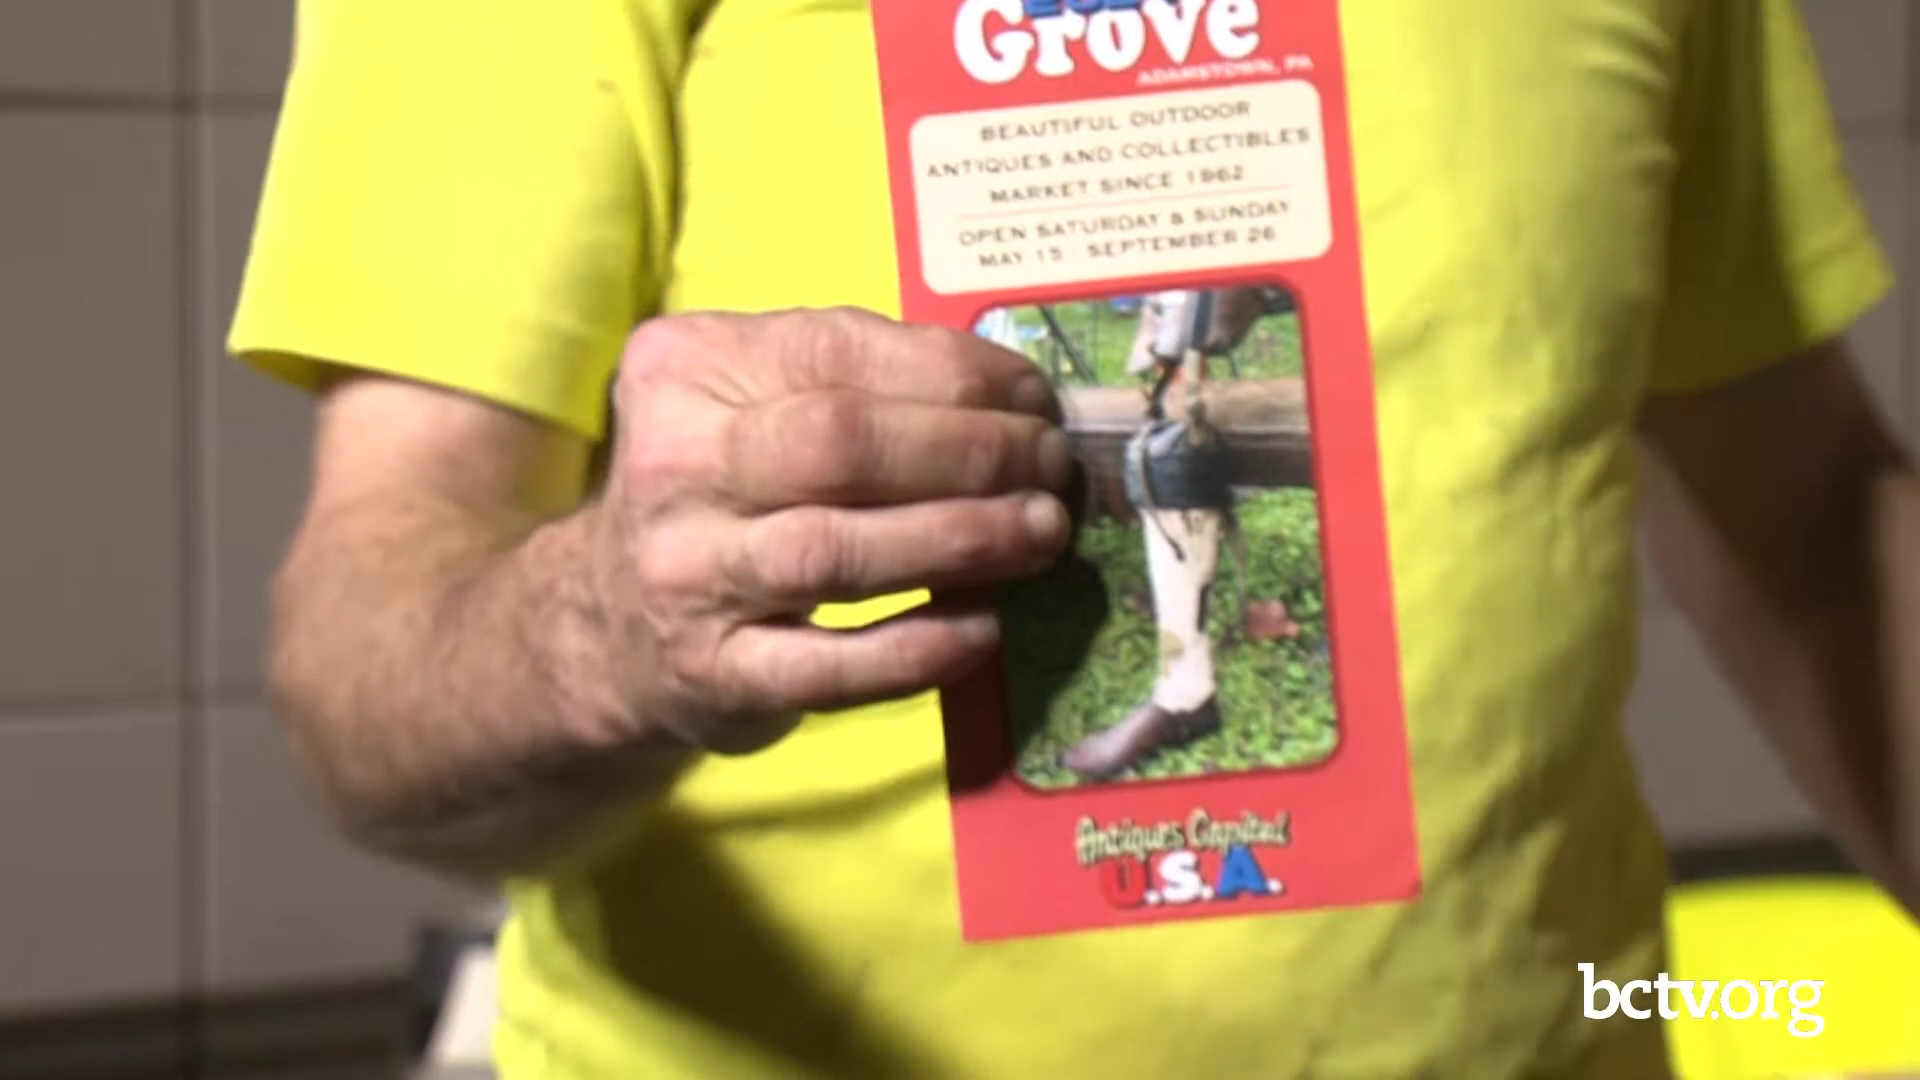 Grove
ADAMSTOWN, PA
BEAUTIFUL OUTDOOR
ANTIQUES AND COLLECTIBLES
MARKET SINCE 1962
OPEN SATURDAY & SUNDAY
MAY 15 - SEPTEMBER 26
Antiques Capital
U.S.A.
bctv.org